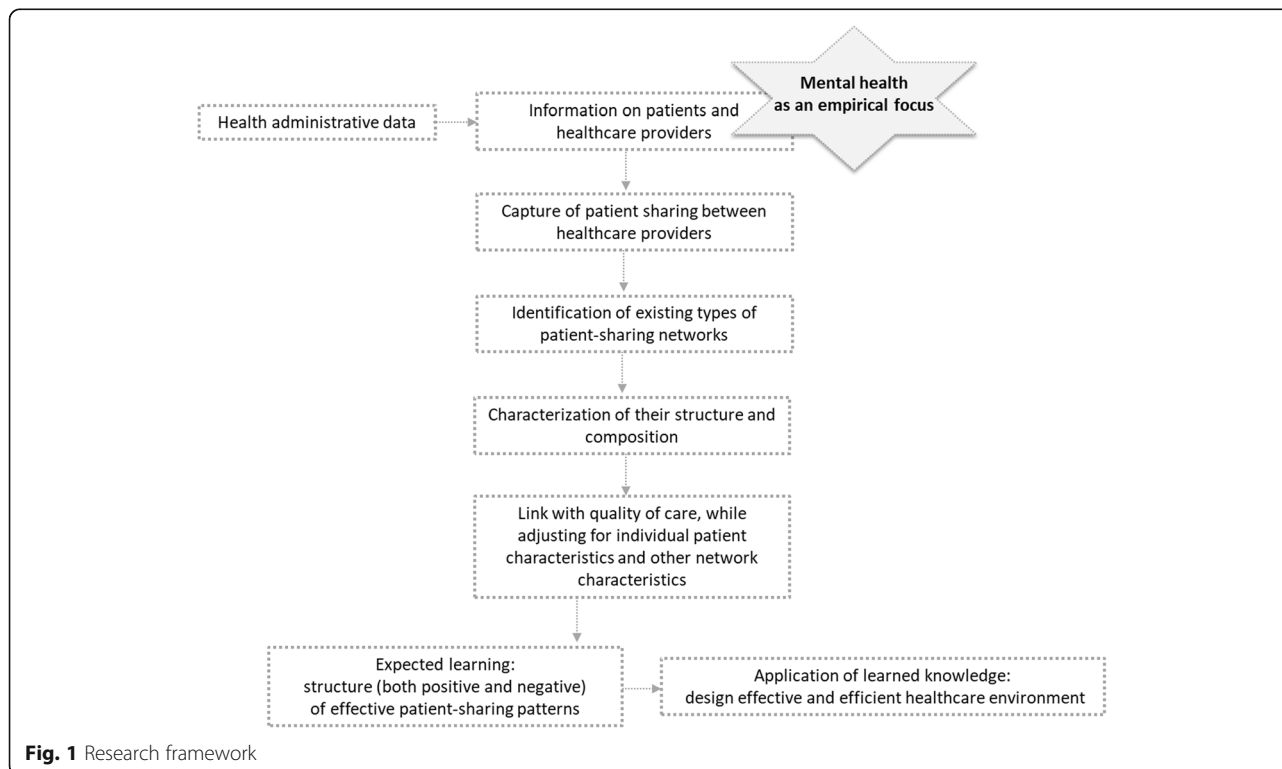 Mental health
as an empirical focus
Health administrative data
Information on patients and
healthcare providers
Capture of patient sharing between
healthcare providers
Identification of existing types of
patient-sharing networks
Characterization of their structure and
composition
Link with quality of care, while
adjusting for individual patient
characteristics and other network
characteristics
Expected learning:
structure (both positive and negative)
of effective patient-sharing patterns
Application of learned knowledge:
design effective and efficient healthcare environment
Fig. 1 Research framework